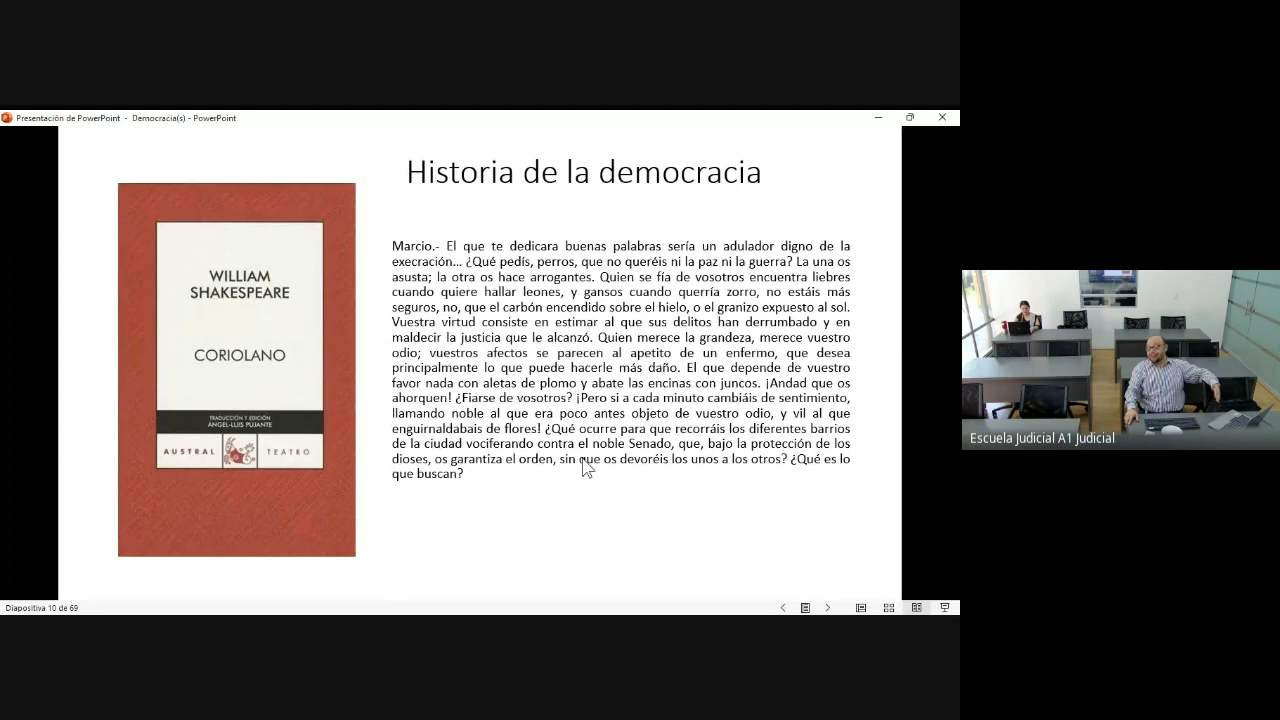 Presentación de PowerPoint - Democracia(s) - PowerPoint
Historia de la democracia
WILLIAM
SHAKESPEARE
CORIOLANO
TRADUCCIÓN Y EDICIÓN
ÁNGEL-LUIS PUJANTE
AUSTRAL TEATRO
Marcio.- El que te dedicara buenas palabras sería un adulador digno de la
execración... ¿Qué pedís, perros, que no queréis ni la paz ni la guerra? La una os
asusta; la otra os hace arrogantes. Quien se fía de vosotros encuentra liebres
cuando quiere hallar leones, y gansos cuando querría zorro, no estáis más
seguros, no, que el carbón encendido sobre el hielo, o el granizo expuesto al sol.
Vuestra virtud consiste en estimar al que sus delitos han derrumbado y en
maldecir la justicia que le alcanzó. Quien merece la grandeza, merece vuestro
odio; vuestros afectos se parecen al apetito de un enfermo, que desea
principalmente lo que puede hacerle más daño. El que depende de vuestro
favor nada con aletas de plomo y abate las encinas con juncos. ¡Andad que os
ahorquen! ¿Fiarse de vosotros? ¡Pero si a cada minuto cambiáis de sentimiento,
llamando noble al que era poco antes objeto de vuestro odio, y vil al que
enguirnaldabais de flores! ¿Qué ocurre para que recorráis los diferentes barrios
de la ciudad vociferando contra el noble Senado, que, bajo la protección de los
dioses, os garantiza el orden, sin que os devoréis los unos a los otros? ¿Qué es lo
que buscan?
Escuela Judicial A1 Judicial
Diapositiva 10 de 69